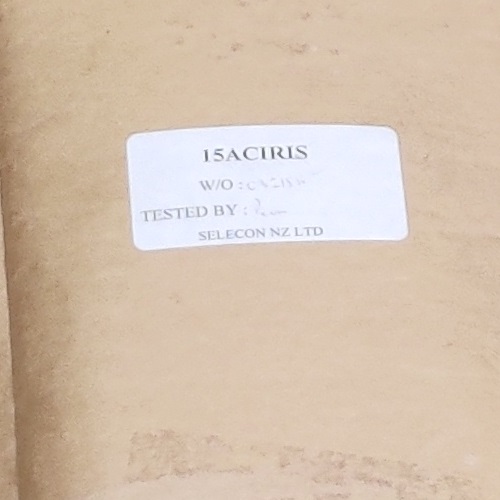 15ACIRIS
W/O :
TESTED BY :
SELECON NZ LTD